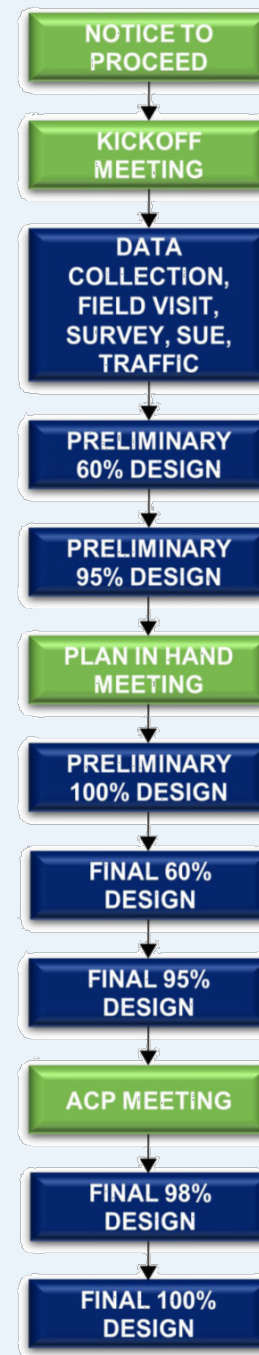 NOTICE TO
PROCEED
KICKOFF
MEETING
DATA
COLLECTION,
FIELD VISIT,
SURVEY, SUE,
TRAFFIC
PRELIMINARY
60% DESIGN
PRELIMINARY
95% DESIGN
PLAN IN HAND
MEETING
PRELIMINARY
100% DESIGN
FINAL 60%
DESIGN
FINAL 95%
DESIGN
ACP MEETING
FINAL 98%
DESIGN
FINAL 100%
DESIGN